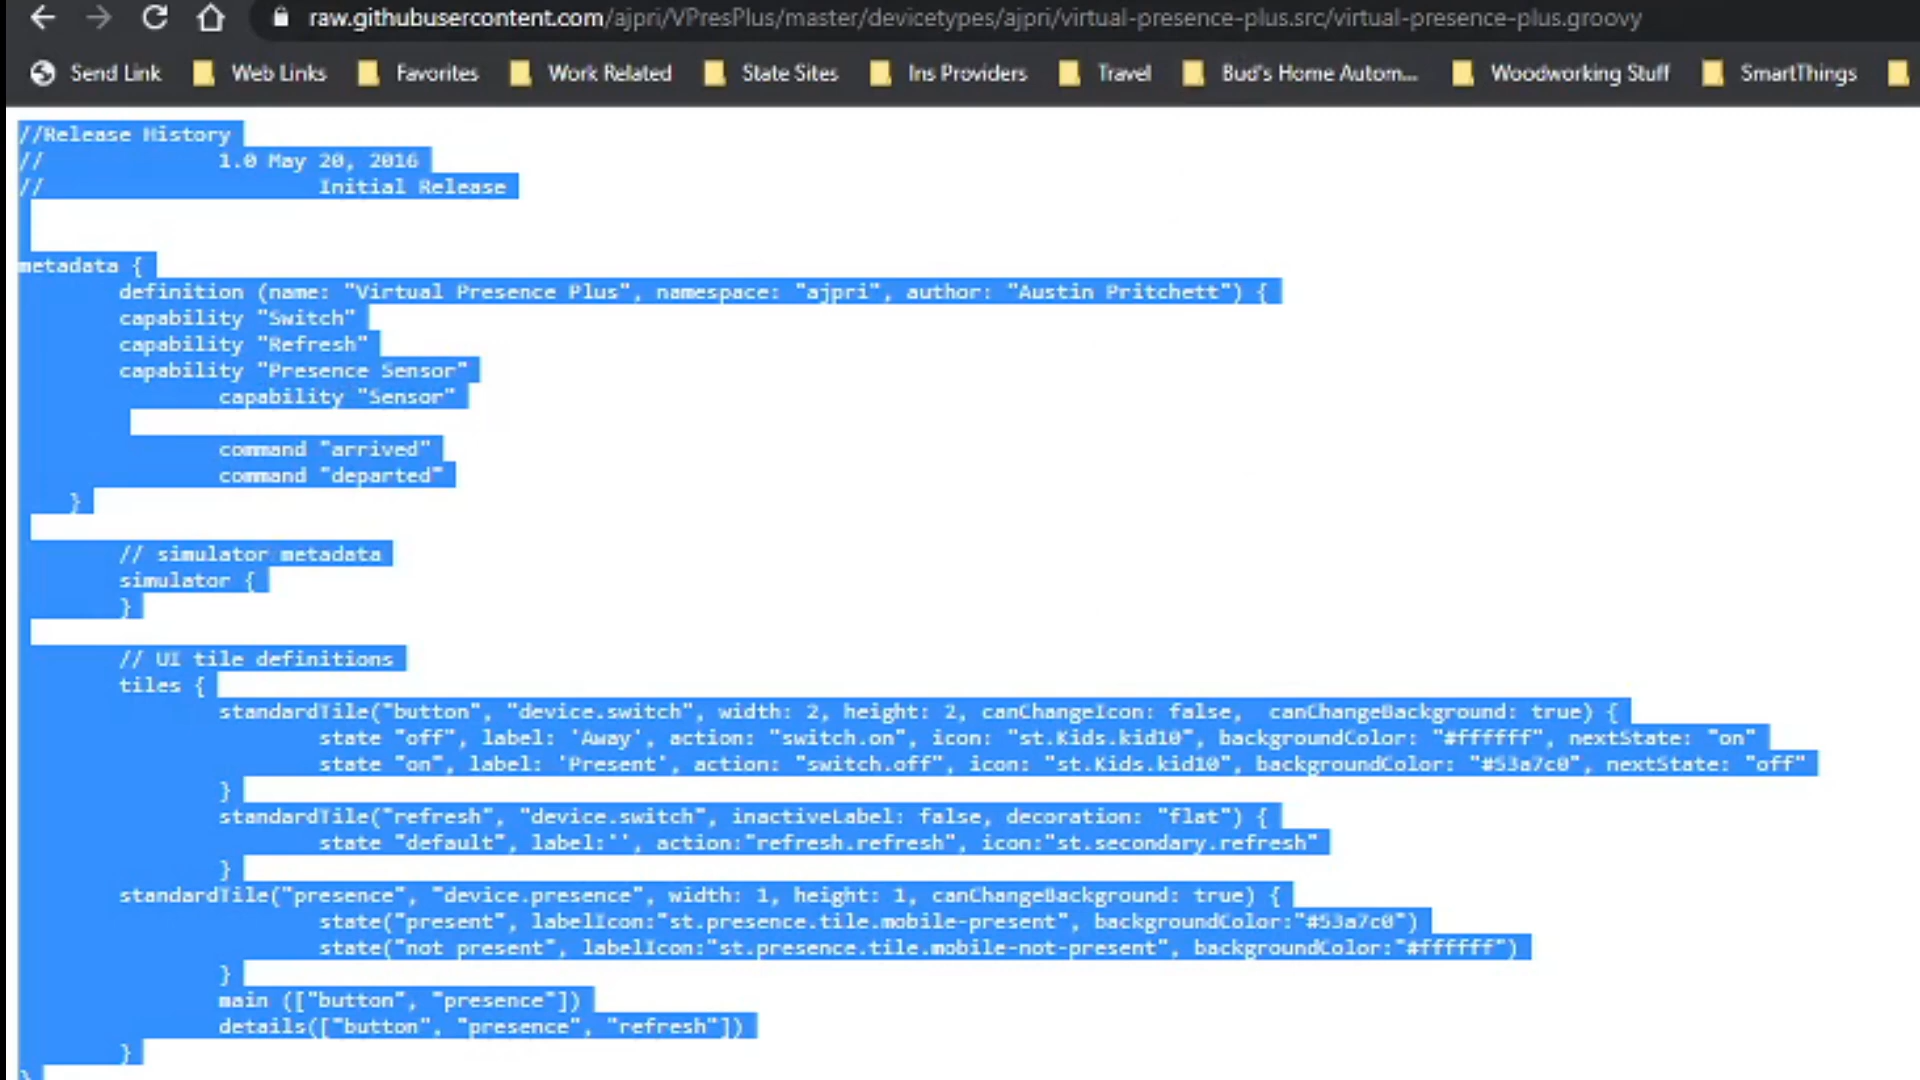 raw.githubusercontent.com/ajpri/VPresPlus/master/devicetypes/ajpri/virtual-presence-plus.src/virtual-presence-plus.groovy
Send Link Web Links Favorites Work Related State Sites Ins Providers Travel Bud's Home Autom... Woodworking Stuff SmartThings
//Release History
// 1.0 May 20, 2016
// Initial Release
metadata {
definition (name: "Virtual Presence Plus", namespace: "ajpri", author: "Austin Pritchett") {
capability "Switch"
capability "Refresh"
capability "Presence Sensor"
capability "Sensor"
command "arrived"
command "departed"
}
// simulator metadata
simulator {
}
// UI tile definitions
tiles {
standardTile("button", "device.switch", width: 2, height: 2, canChangeIcon: false, canChangeBackground: true) {
state "off", label: 'Away', action: "switch.on", icon: "st.Kids.kid10", backgroundColor: "#ffffff", nextState: "on"
state "on", label: 'Present', action: "switch.off", icon: "st.Kids.kid10", backgroundColor: "#53a7c0", nextState: "off"
}
standardTile("refresh", "device.switch", inactiveLabel: false, decoration: "flat") {
state "default", label:'', action:"refresh.refresh", icon:"st.secondary.refresh"
}
standardTile("presence", "device.presence", width: 1, height: 1, canChangeBackground: true) {
state("present", labelIcon:"st.presence.tile.mobile-present", backgroundColor:"#53a7c0")
state("not present", labelIcon:"st.presence.tile.mobile-not-present", backgroundColor:"#ffffff")
}
main (["button", "presence"])
details(["button", "presence", "refresh"])
}
}